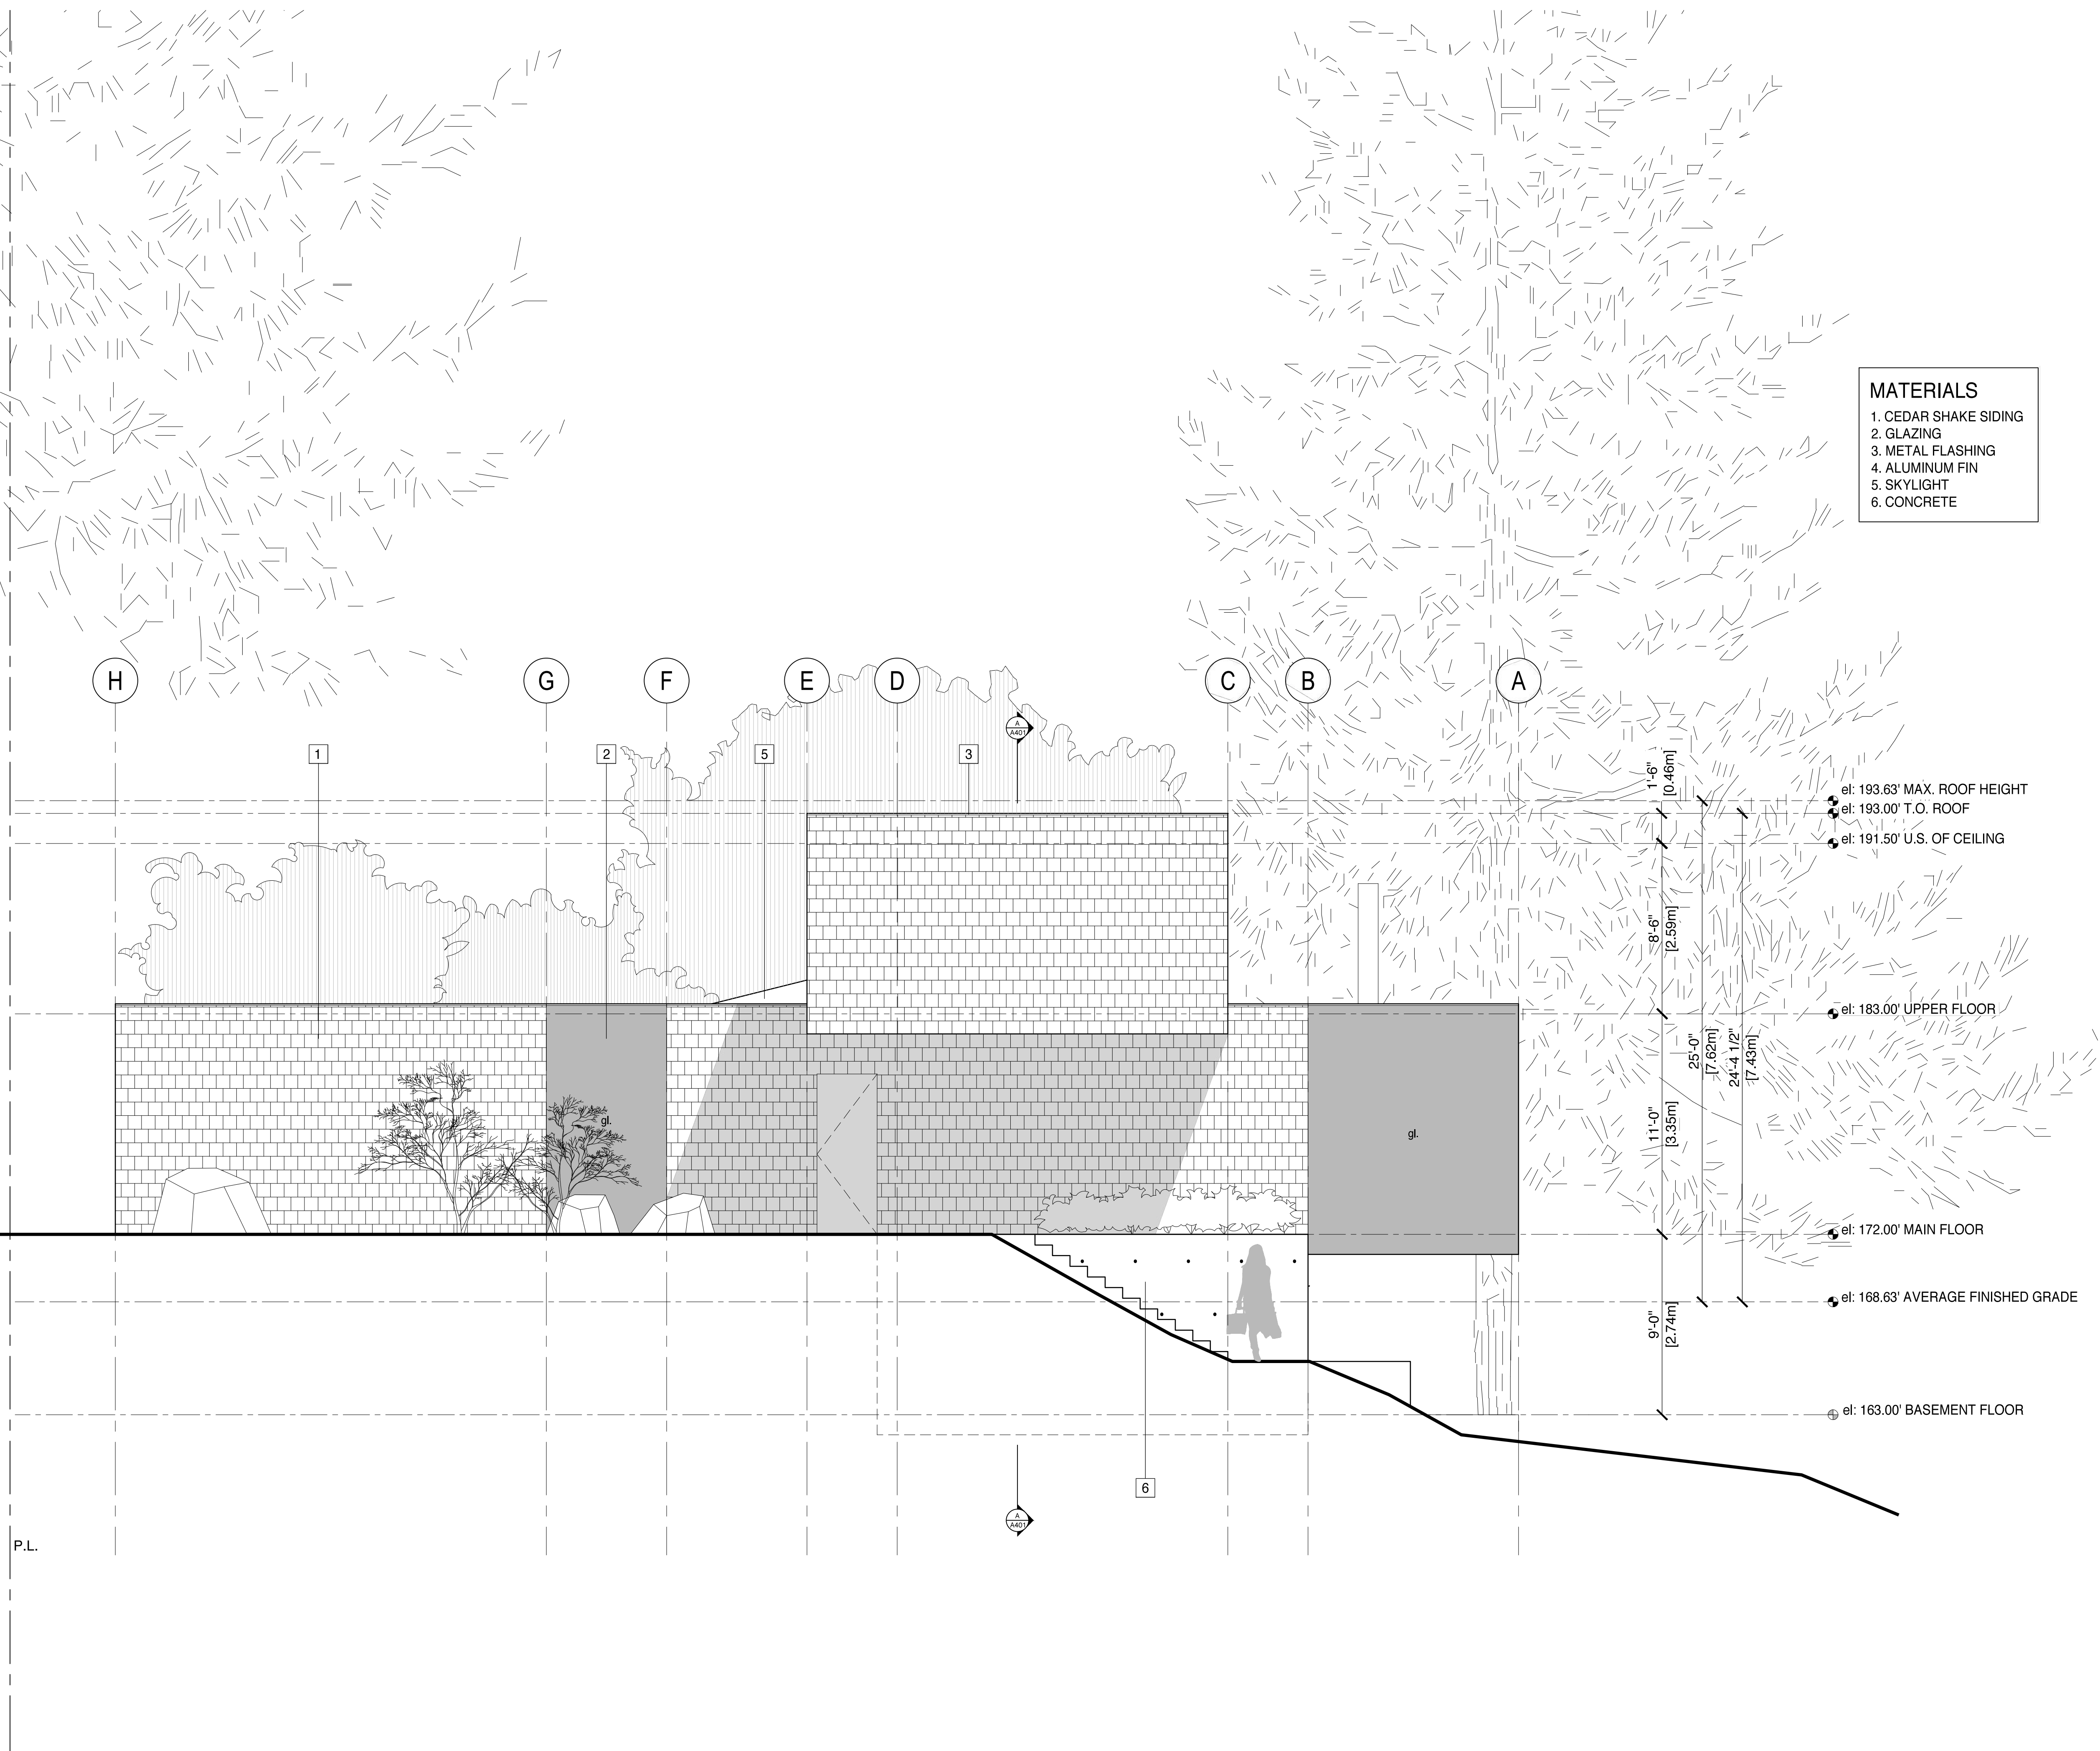 MATERIALS
1. CEDAR SHAKE SIDING
2. GLAZING
3. METAL FLASHING
4. ALUMINUM FIN
5. SKYLIGHT
6. CONCRETE
H
G
F
E
D
C
B
A
A
A401
1
2
5
3
1'-6"
[0.46m]
el: 193.63' MAX. ROOF HEIGHT
el: 193.00' T.O. ROOF
el: 191.50' U.S. OF CEILING
8'-6"
[2.59m]
el: 183.00' UPPER FLOOR
25'-0"
[7.62m]
24'-4 1/2"
[7.43m]
11'-0"
[3.35m]
gl.
gl.
el: 172.00' MAIN FLOOR
el: 168.63' AVERAGE FINISHED GRADE
9'-0"
[2.74m]
el: 163.00' BASEMENT FLOOR
6
A
A401
P.L.